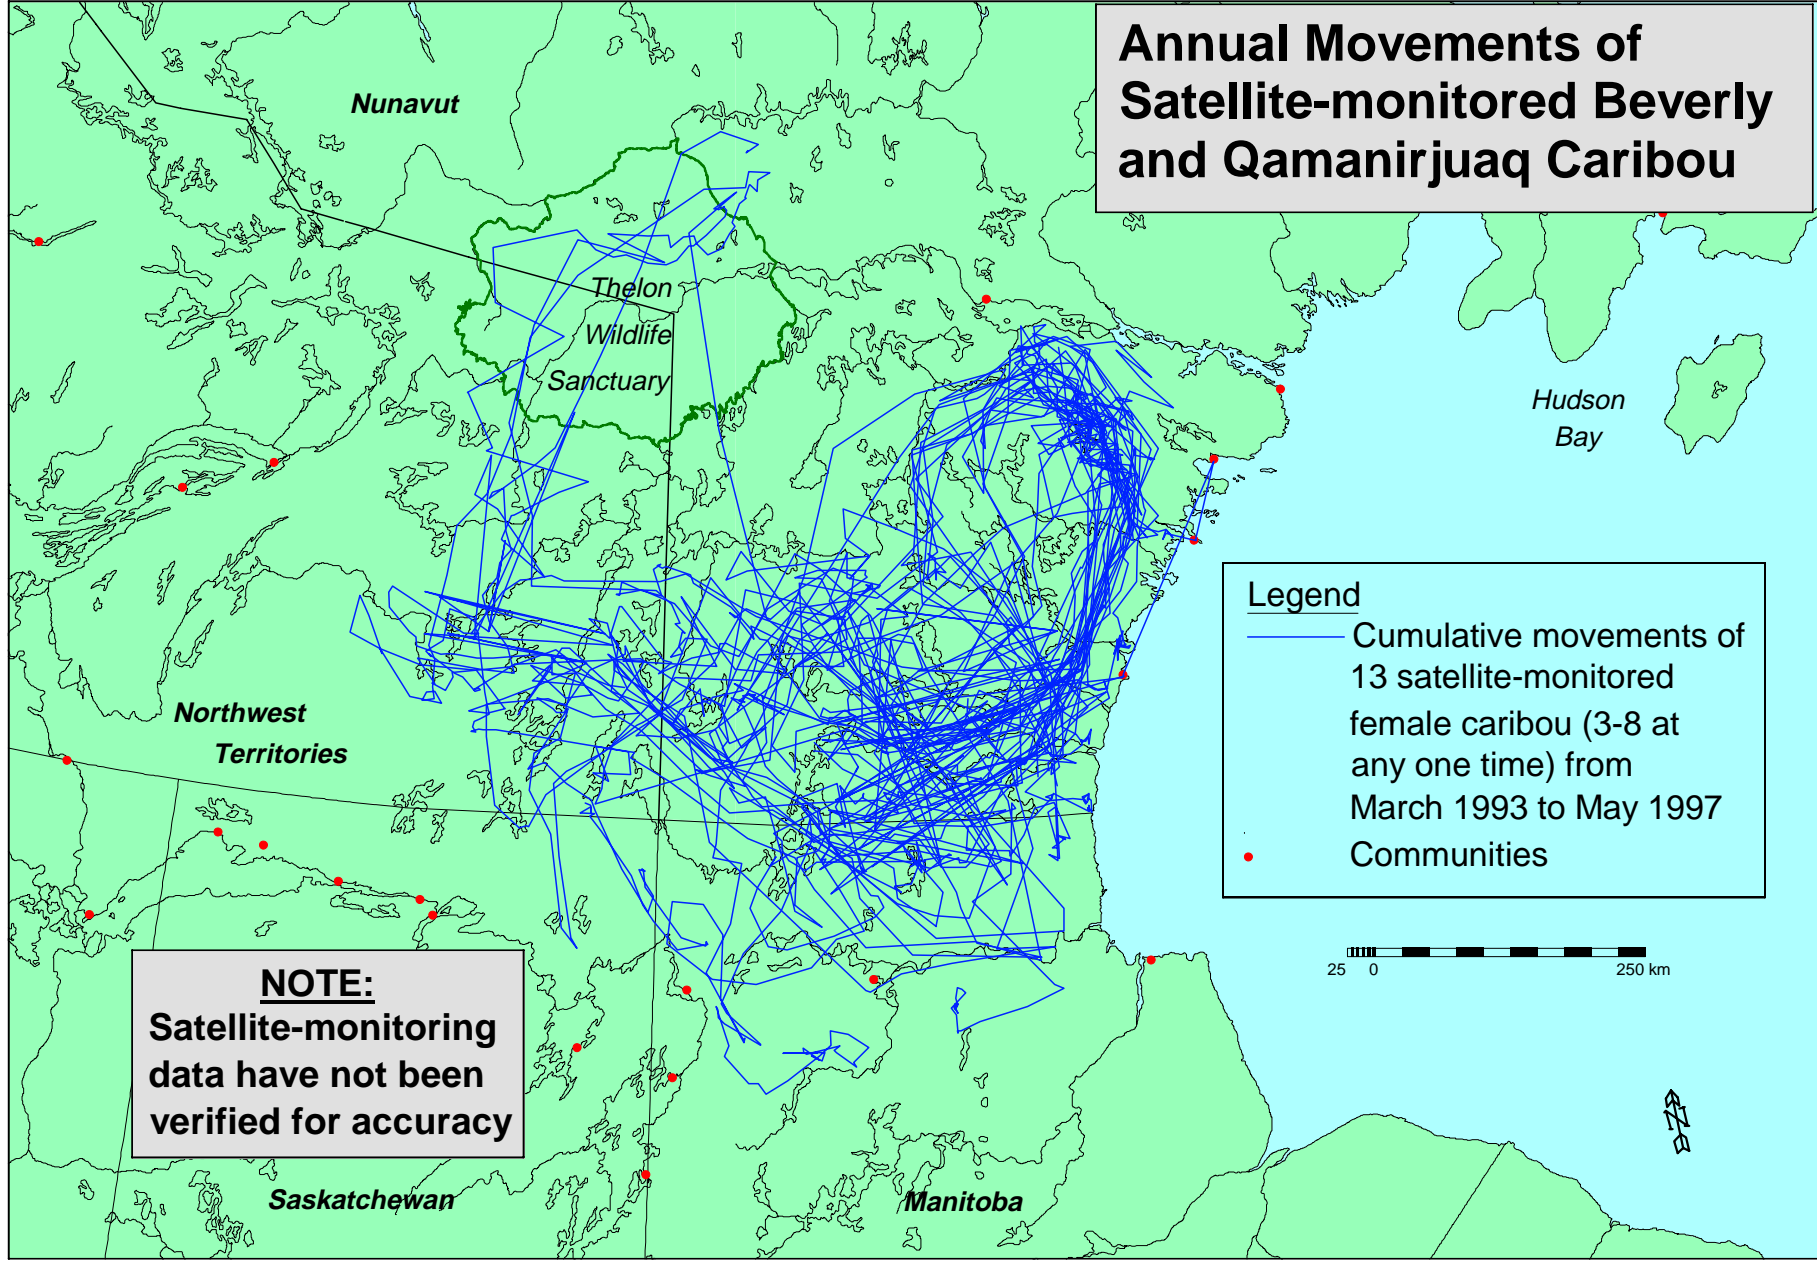 Annual Movements of
Satellite-monitored Beverly
and Qamanirjuaq Caribou
Nunavut
Thelon
Wildlife
Sanctuary
Hudson
Bay
Legend
Cumulative movements of
13 satellite-monitored
female caribou (3-8 at
any one time) from
March 1993 to May 1997
Communities
Northwest
Territories
25 0 250 km
NOTE:
Satellite-monitoring
data have not been
verified for accuracy
N
Saskatchewan
Manitoba